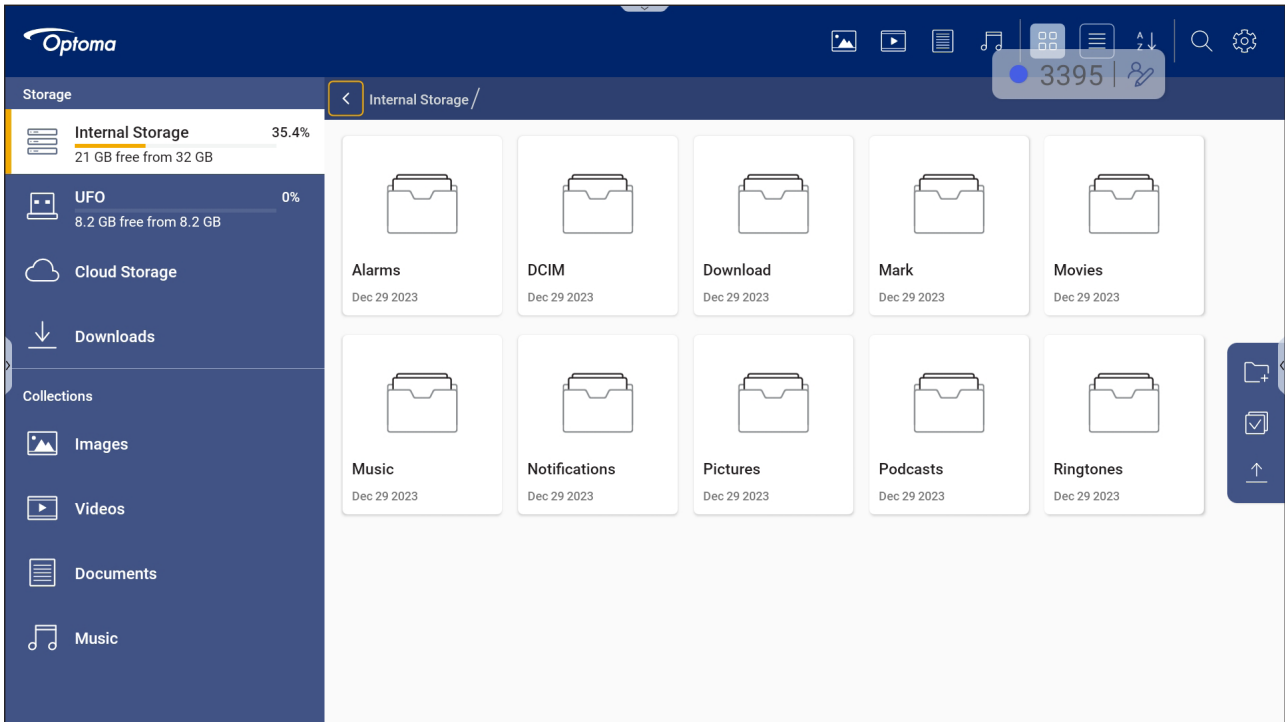 Optoma
A
Z
3395
Storage
Internal Storage/
Internal Storage 35.4%
21 GB free from 32 GB
UFO 0%
8.2 GB free from 8.2 GB
Cloud Storage
Downloads
Collections
Images
Videos
Documents
Music
Alarms
Dec 29 2023
DCIM
Dec 29 2023
Download
Dec 29 2023
Mark
Dec 29 2023
Movies
Dec 29 2023
Music
Dec 29 2023
Notifications
Dec 29 2023
Pictures
Dec 29 2023
Podcasts
Dec 29 2023
Ringtones
Dec 29 2023